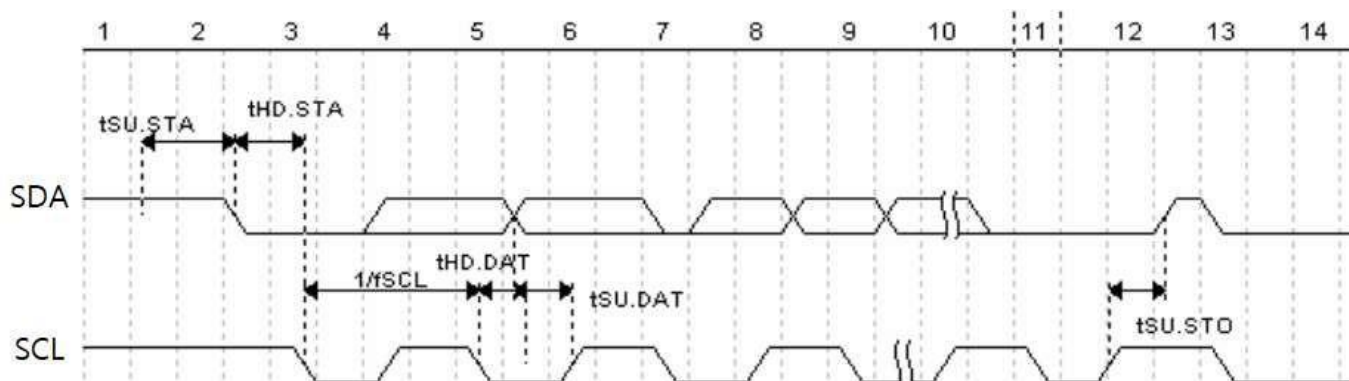 1 2 3 4 5 6 7 8 9 10 11 12 13 14
tHD.STA
tSU.STA
SDA
tHD.DAT
1/fSCL
tSU.DAT
tSU.STO
SCL